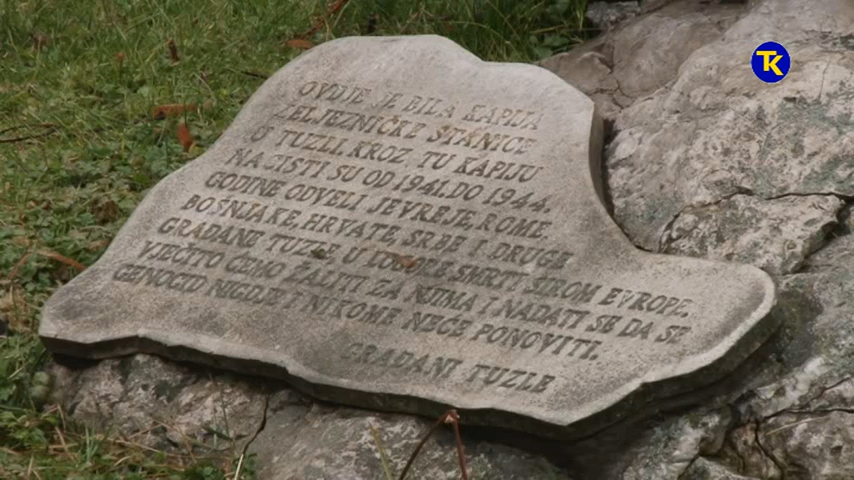 OVDJE JE BILA KAPIJA
ŽELJEZNIČKE STANICE
U TUZLI. KROZ TU KAPIJU
NACISTI SU OD 1941. DO 1944.
GODINE ODVELI JEVREJE, ROME
BOŠNJAKE, HRVATE, SRBE I DRUGE
GRAĐANE TUZLE U LOGORE SMRTI ŠIROM EVROPE.
VJEČITO ĆEMO ŽALITI ZA NJIMA I NADATI SE DA SE
GENOCID NIGDJE I NIKOME NEĆE PONOVITI.
GRAĐANI TUZLE
TK